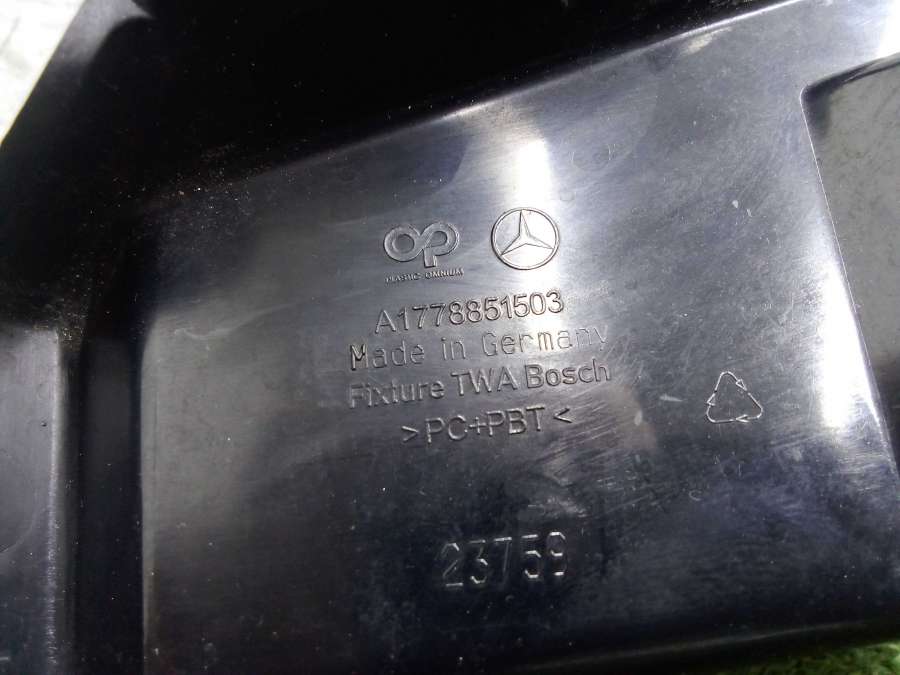 PLASTIC OMNIUM
A1778851503
Made in Germany
Fixture TWA Bosch
>PC+PBT<
23759